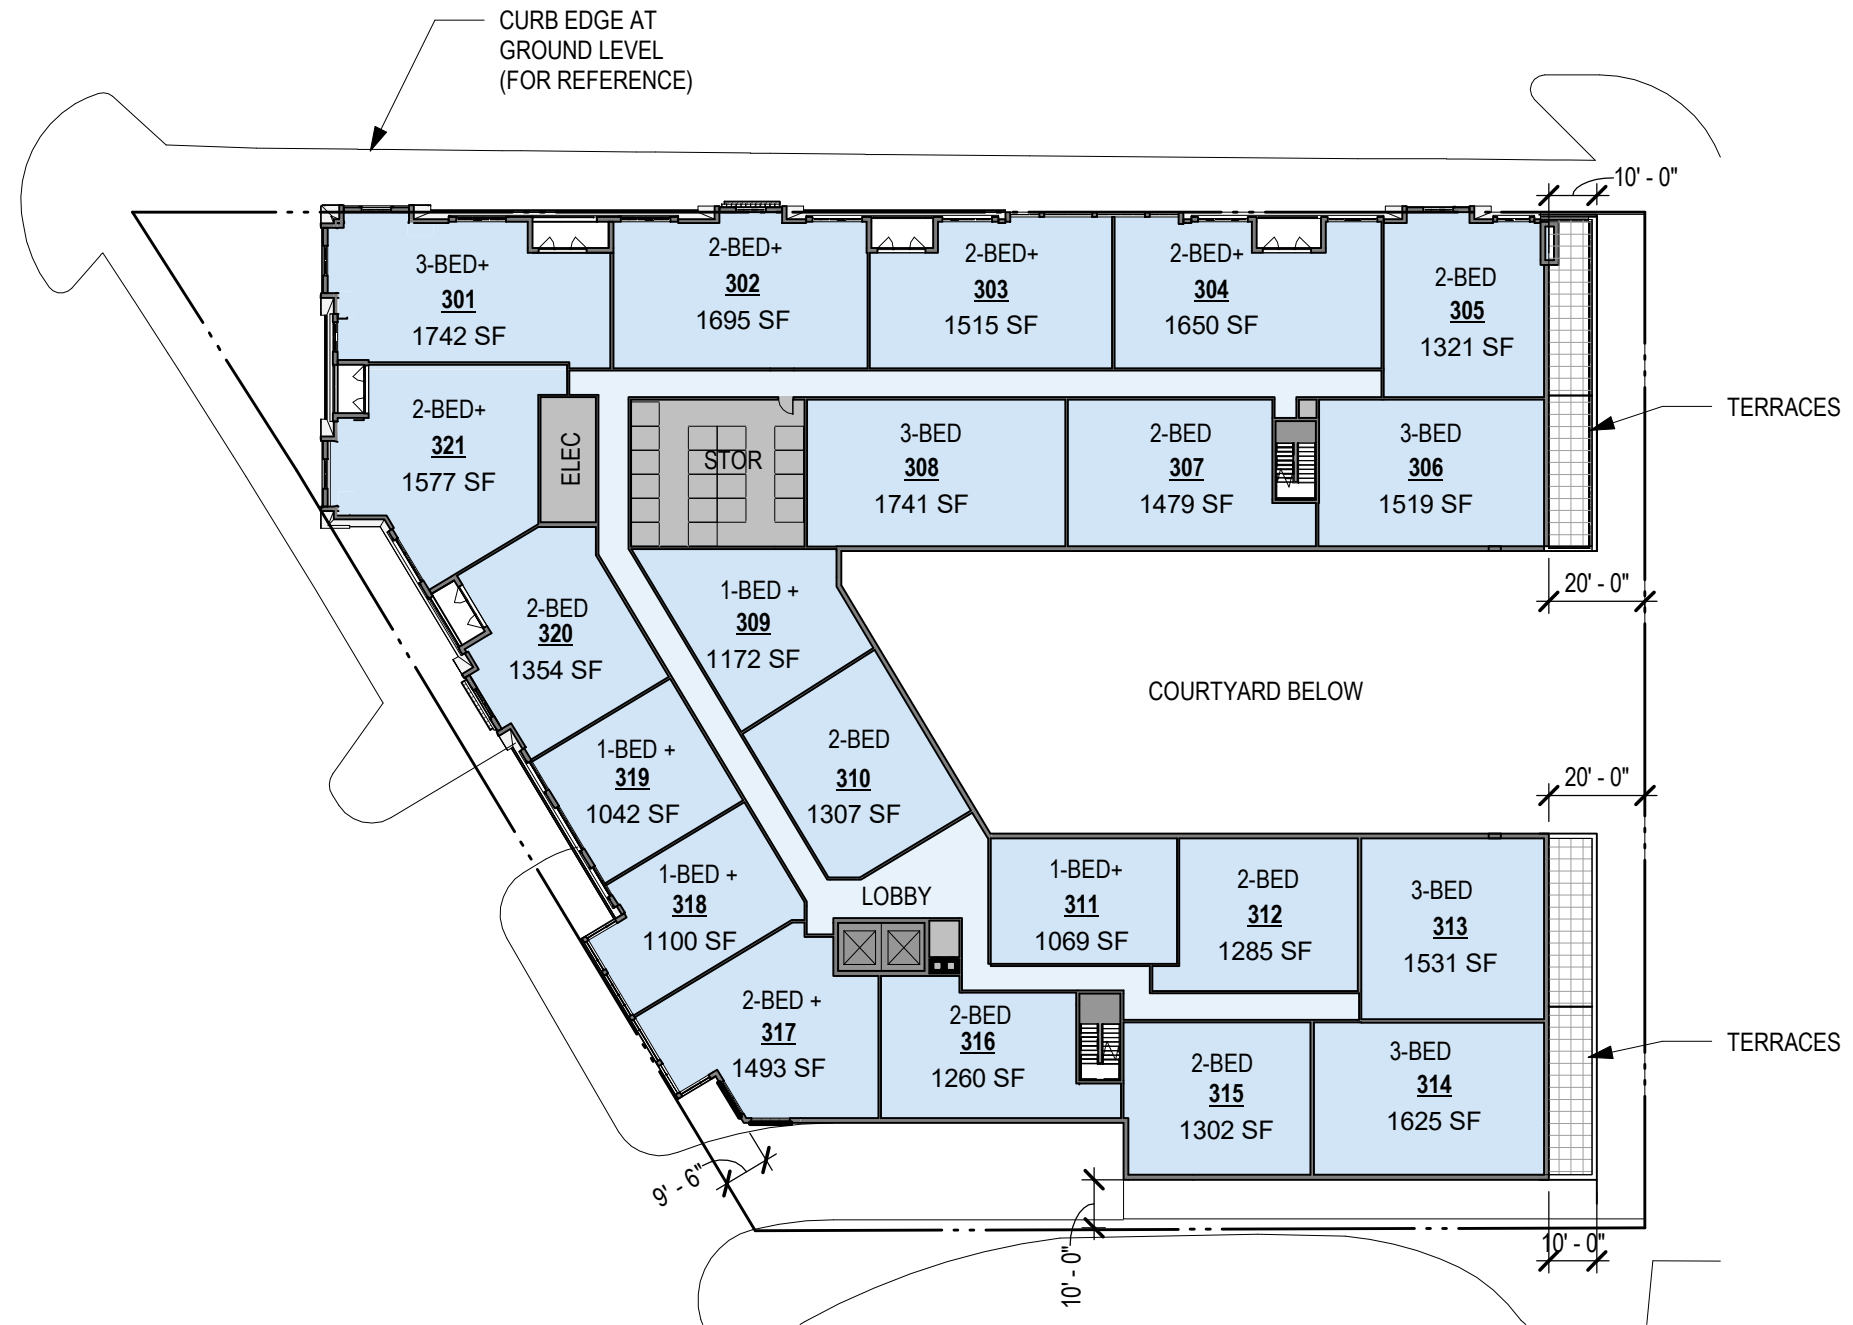 CURB EDGE AT
GROUND LEVEL
(FOR REFERENCE)
10' - 0"
3-BED+
301
1742 SF
2-BED+
302
1695 SF
2-BED+
303
1515 SF
2-BED+
304
1650 SF
2-BED
305
1321 SF
TERRACES
2-BED+
321
1577 SF
ELEC
STOR
3-BED
308
1741 SF
2-BED
307
1479 SF
3-BED
306
1519 SF
20' - 0"
2-BED
320
1354 SF
1-BED +
309
1172 SF
COURTYARD BELOW
1-BED +
319
1042 SF
2-BED
310
1307 SF
20' - 0"
1-BED +
318
1100 SF
LOBBY
1-BED+
311
1069 SF
2-BED
312
1285 SF
3-BED
313
1531 SF
2-BED +
317
1493 SF
2-BED
316
1260 SF
2-BED
315
1302 SF
3-BED
314
1625 SF
TERRACES
9' - 6"
10' - 0"
10' - 0"